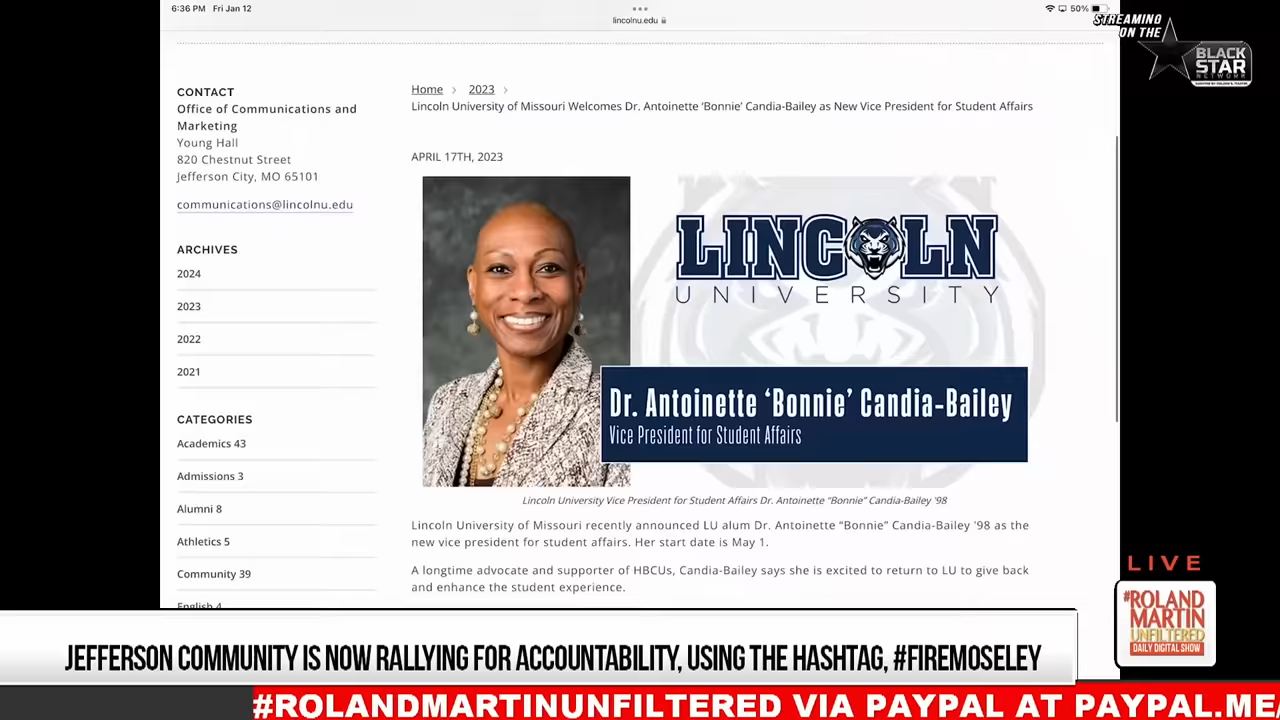 6:36 PM Fri Jan 12
50%
lincolnu.edu
STREAMING
ON THE
BLACK
STAR
NETWORK
CONTACT
Office of Communications and
Marketing
Young Hall
820 Chestnut Street
Jefferson City, MO 65101
communications@lincolnu.edu
ARCHIVES
2024
2023
2022
2021
CATEGORIES
Academics 43
Admissions 3
Alumni 8
Athletics 5
Community 39
English 4
Home › 2023 ›
Lincoln University of Missouri Welcomes Dr. Antoinette ‘Bonnie’ Candia-Bailey as New Vice President for Student Affairs
APRIL 17TH, 2023
LINCOLN
UNIVERSITY
Dr. Antoinette ‘Bonnie’ Candia-Bailey
Vice President for Student Affairs
Lincoln University Vice President for Student Affairs Dr. Antoinette “Bonnie” Candia-Bailey '98
Lincoln University of Missouri recently announced LU alum Dr. Antoinette “Bonnie” Candia-Bailey '98 as the
new vice president for student affairs. Her start date is May 1.
A longtime advocate and supporter of HBCUs, Candia-Bailey says she is excited to return to LU to give back
and enhance the student experience.
LIVE
#ROLAND
MARTIN
UNFILTERED
DAILY DIGITAL SHOW
JEFFERSON COMMUNITY IS NOW RALLYING FOR ACCOUNTABILITY, USING THE HASHTAG, #FIREMOSELEY
#ROLANDMARTINUNFILTERED VIA PAYPAL AT PAYPAL.ME